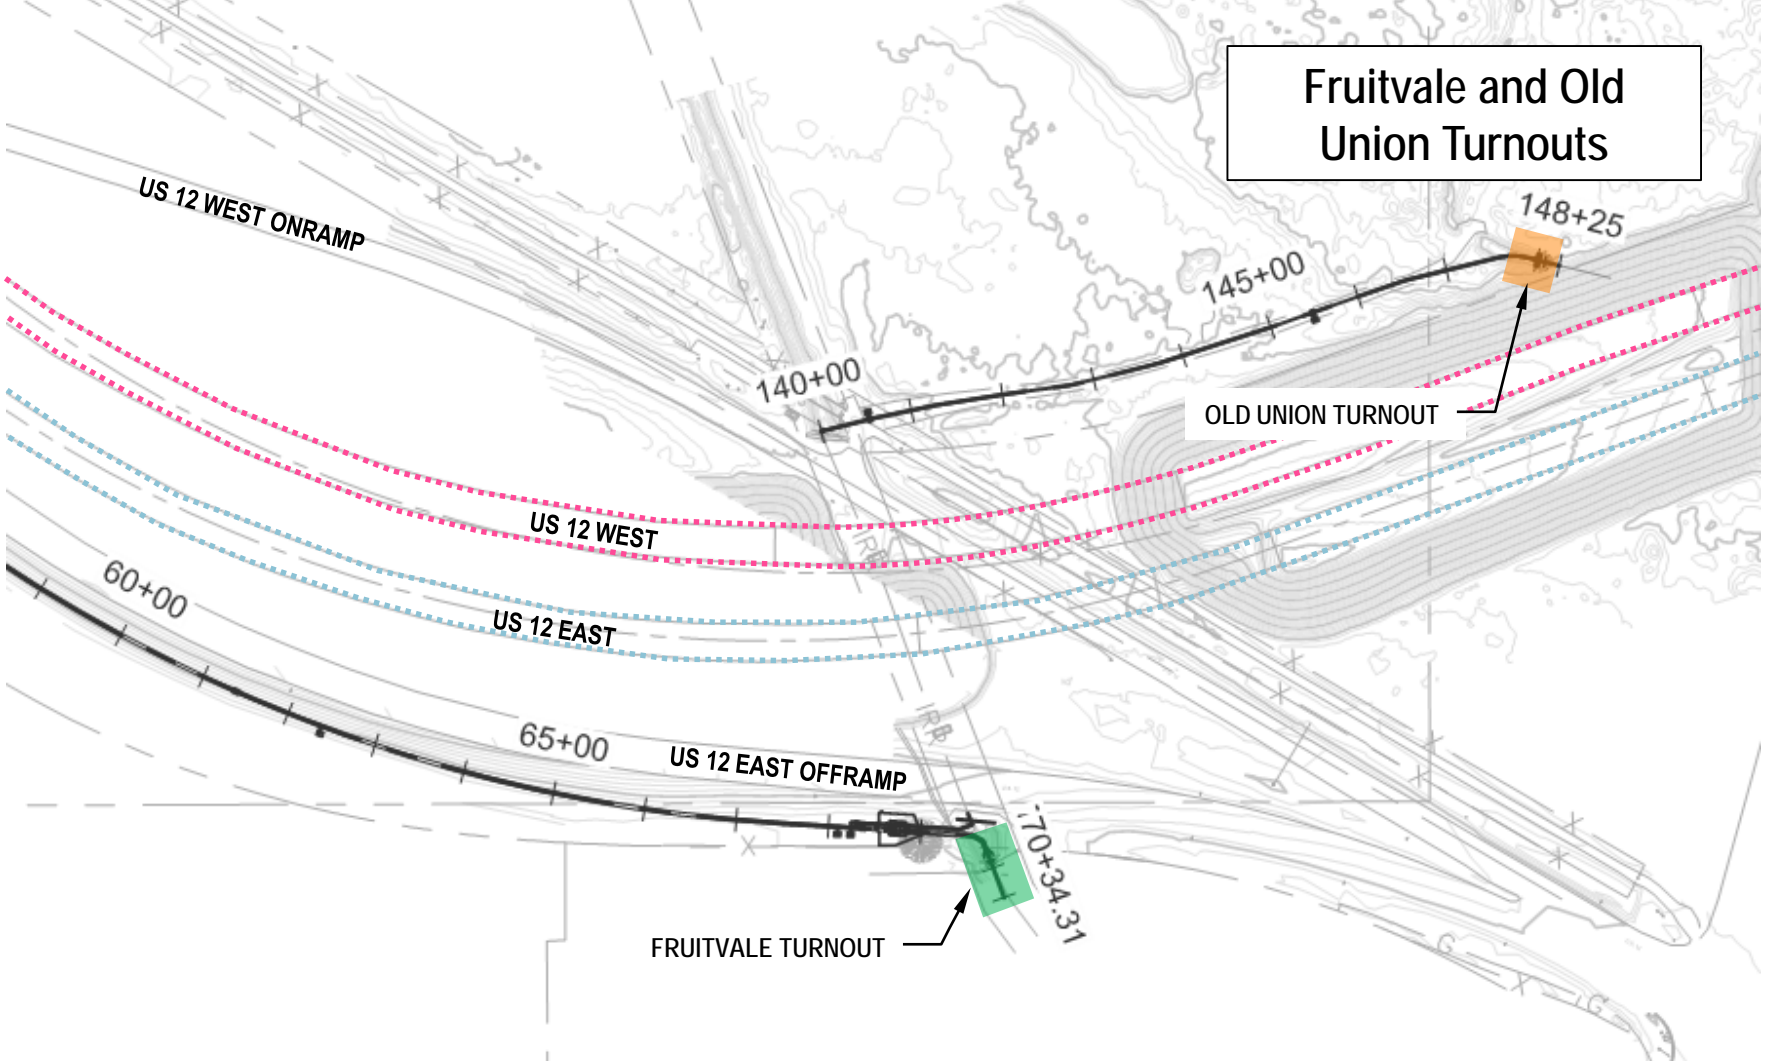 Fruitvale and Old
Union Turnouts
148+25
US 12 WEST ONRAMP
145+00
140+00
OLD UNION TURNOUT
US 12 WEST
60+00
US 12 EAST
65+00
US 12 EAST OFFRAMP
70+34.31
FRUITVALE TURNOUT
X
G
X
G